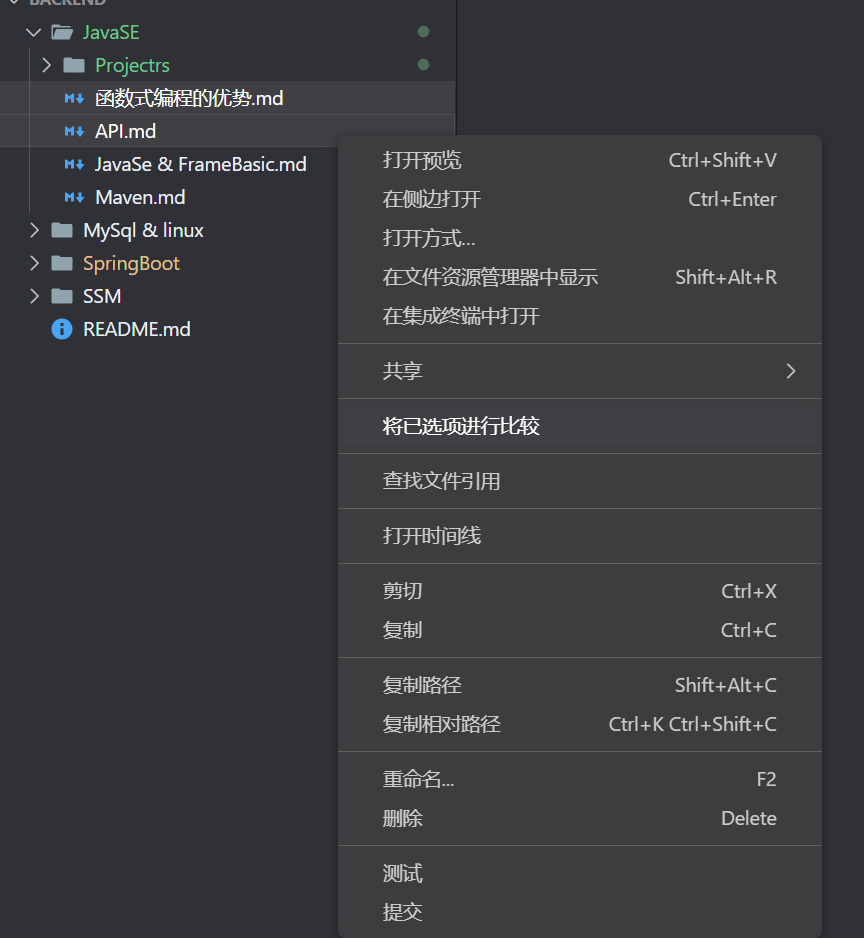 BACKEND
JavaSE
Projectrs
函数式编程的优势.md
API.md
JavaSe & FrameBasic.md
Maven.md
MySql & linux
SpringBoot
SSM
README.md
打开预览 Ctrl+Shift+V
在侧边打开 Ctrl+Enter
打开方式...
在文件资源管理器中显示 Shift+Alt+R
在集成终端中打开
共享
将已选项进行比较
查找文件引用
打开时间线
剪切 Ctrl+X
复制 Ctrl+C
复制路径 Shift+Alt+C
复制相对路径 Ctrl+K Ctrl+Shift+C
重命名... F2
删除 Delete
测试
提交